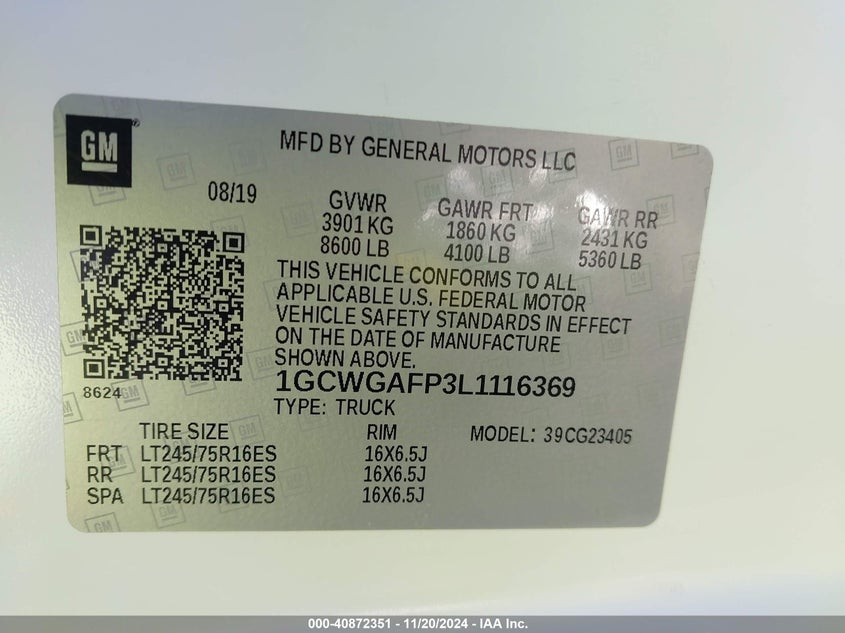 GM
MFD BY GENERAL MOTORS LLC
08/19
GVWR GAWR FRT GAWR RR
3901 KG 1860 KG 2431 KG
8600 LB 4100 LB 5360 LB
THIS VEHICLE CONFORMS TO ALL
APPLICABLE U.S. FEDERAL MOTOR
VEHICLE SAFETY STANDARDS IN EFFECT
ON THE DATE OF MANUFACTURE
SHOWN ABOVE.
8624
1GCWGAFP3L1116369
TYPE: TRUCK
TIRE SIZE RIM MODEL: 39CG23405
FRT LT245/75R16ES 16X6.5J
RR LT245/75R16ES 16X6.5J
SPA LT245/75R16ES 16X6.5J
000-40872351 - 11/20/2024 - IAA Inc.